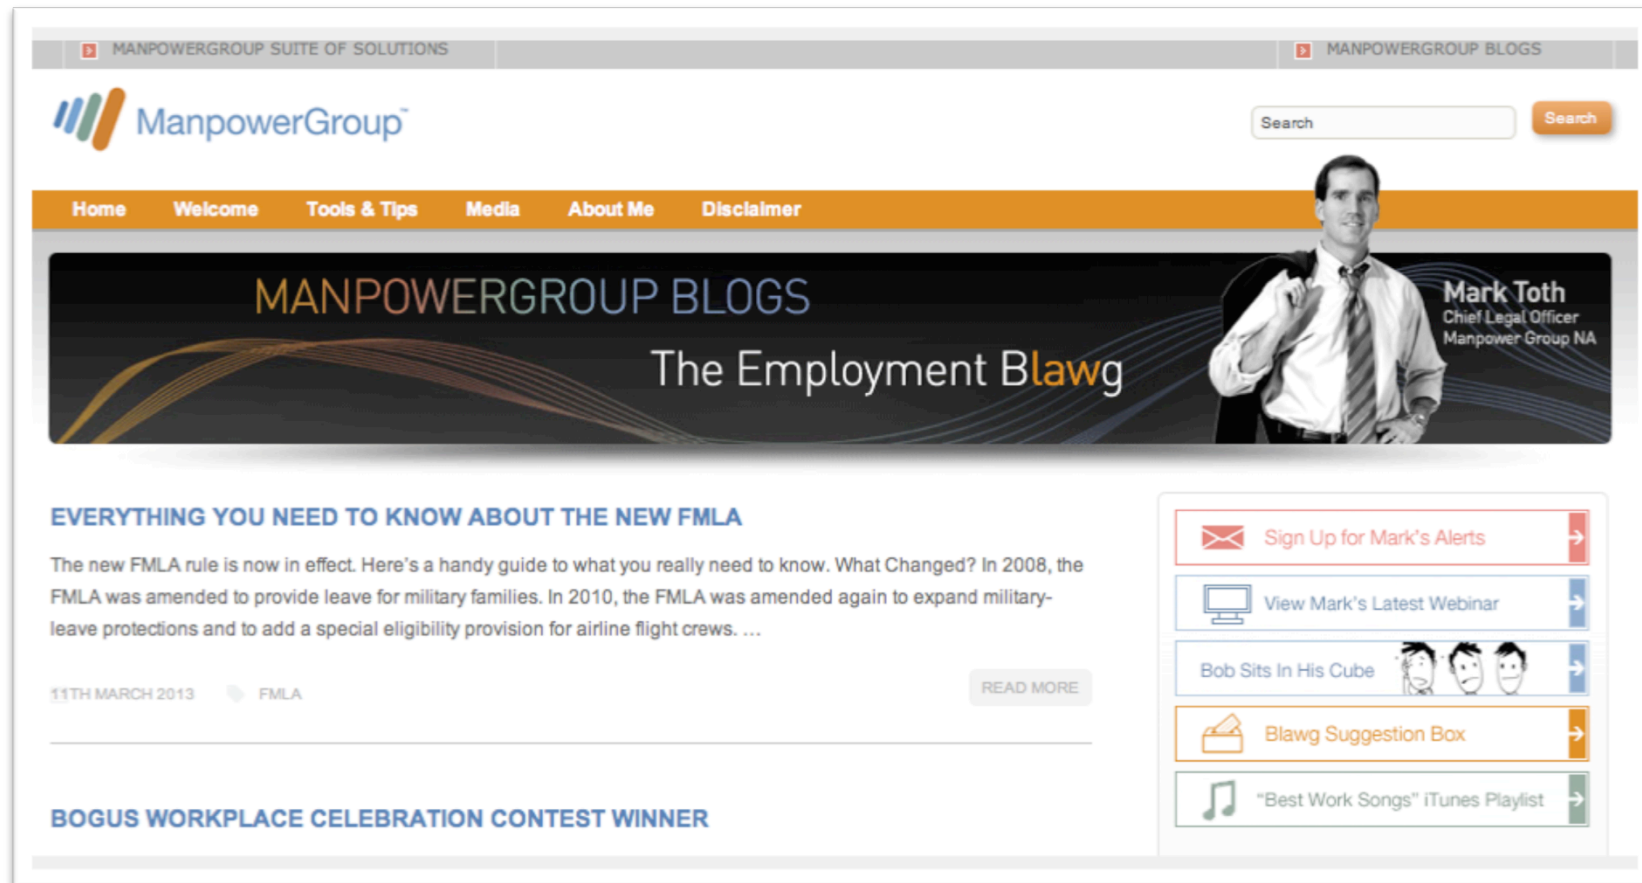 MANPOWERGROUP SUITE OF SOLUTIONS
MANPOWERGROUP BLOGS
ManpowerGroup™
Search
Search
Home Welcome Tools & Tips Media About Me Disclaimer
MANPOWERGROUP BLOGS
The Employment Blawg
Mark Toth
Chief Legal Officer
Manpower Group NA
EVERYTHING YOU NEED TO KNOW ABOUT THE NEW FMLA
The new FMLA rule is now in effect. Here's a handy guide to what you really need to know. What Changed? In 2008, the
FMLA was amended to provide leave for military families. In 2010, the FMLA was amended again to expand military-
leave protections and to add a special eligibility provision for airline flight crews. …
11TH MARCH 2013 FMLA
READ MORE
BOGUS WORKPLACE CELEBRATION CONTEST WINNER
Sign Up for Mark's Alerts
View Mark's Latest Webinar
Bob Sits In His Cube
Blawg Suggestion Box
“Best Work Songs” iTunes Playlist